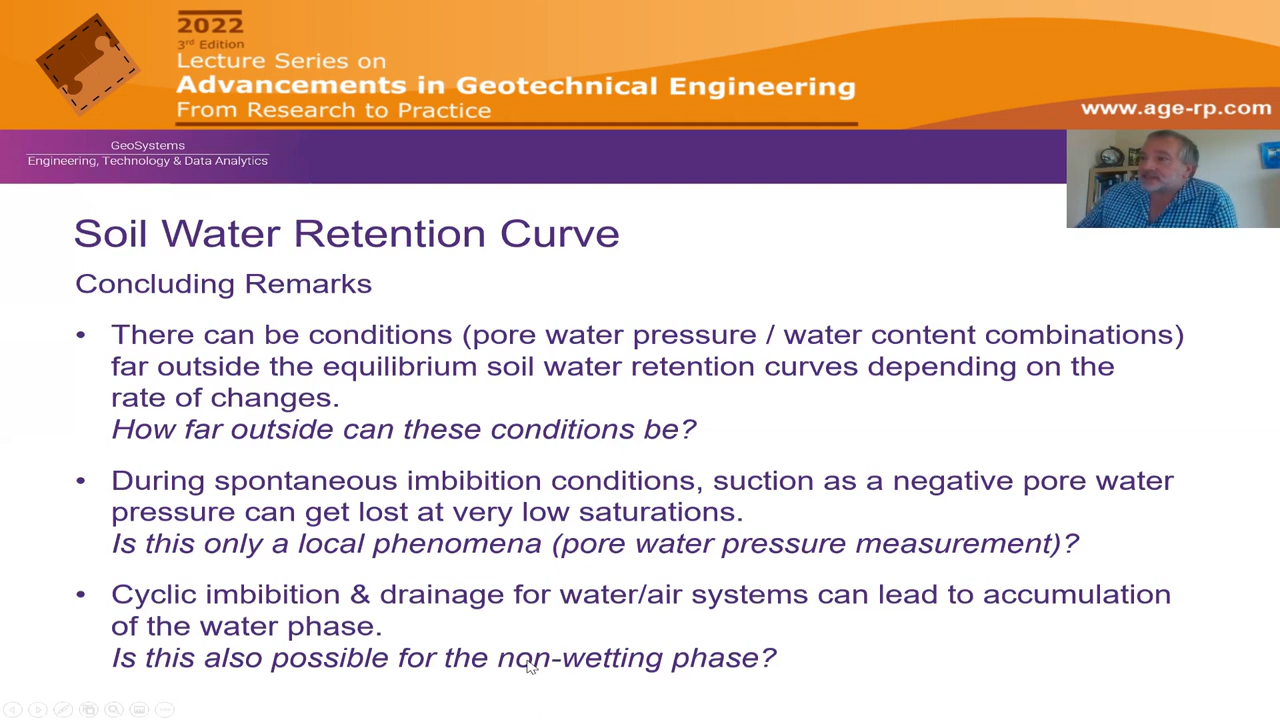 2022
3rd Edition
Lecture Series on
Advancements in Geotechnical Engineering
From Research to Practice
www.age-rp.com
GeoSystems
Engineering, Technology & Data Analytics
Soil Water Retention Curve
Concluding Remarks
• There can be conditions (pore water pressure / water content combinations)
far outside the equilibrium soil water retention curves depending on the
rate of changes.
How far outside can these conditions be?
• During spontaneous imbibition conditions, suction as a negative pore water
pressure can get lost at very low saturations.
Is this only a local phenomena (pore water pressure measurement)?
• Cyclic imbibition & drainage for water/air systems can lead to accumulation
of the water phase.
Is this also possible for the non-wetting phase?